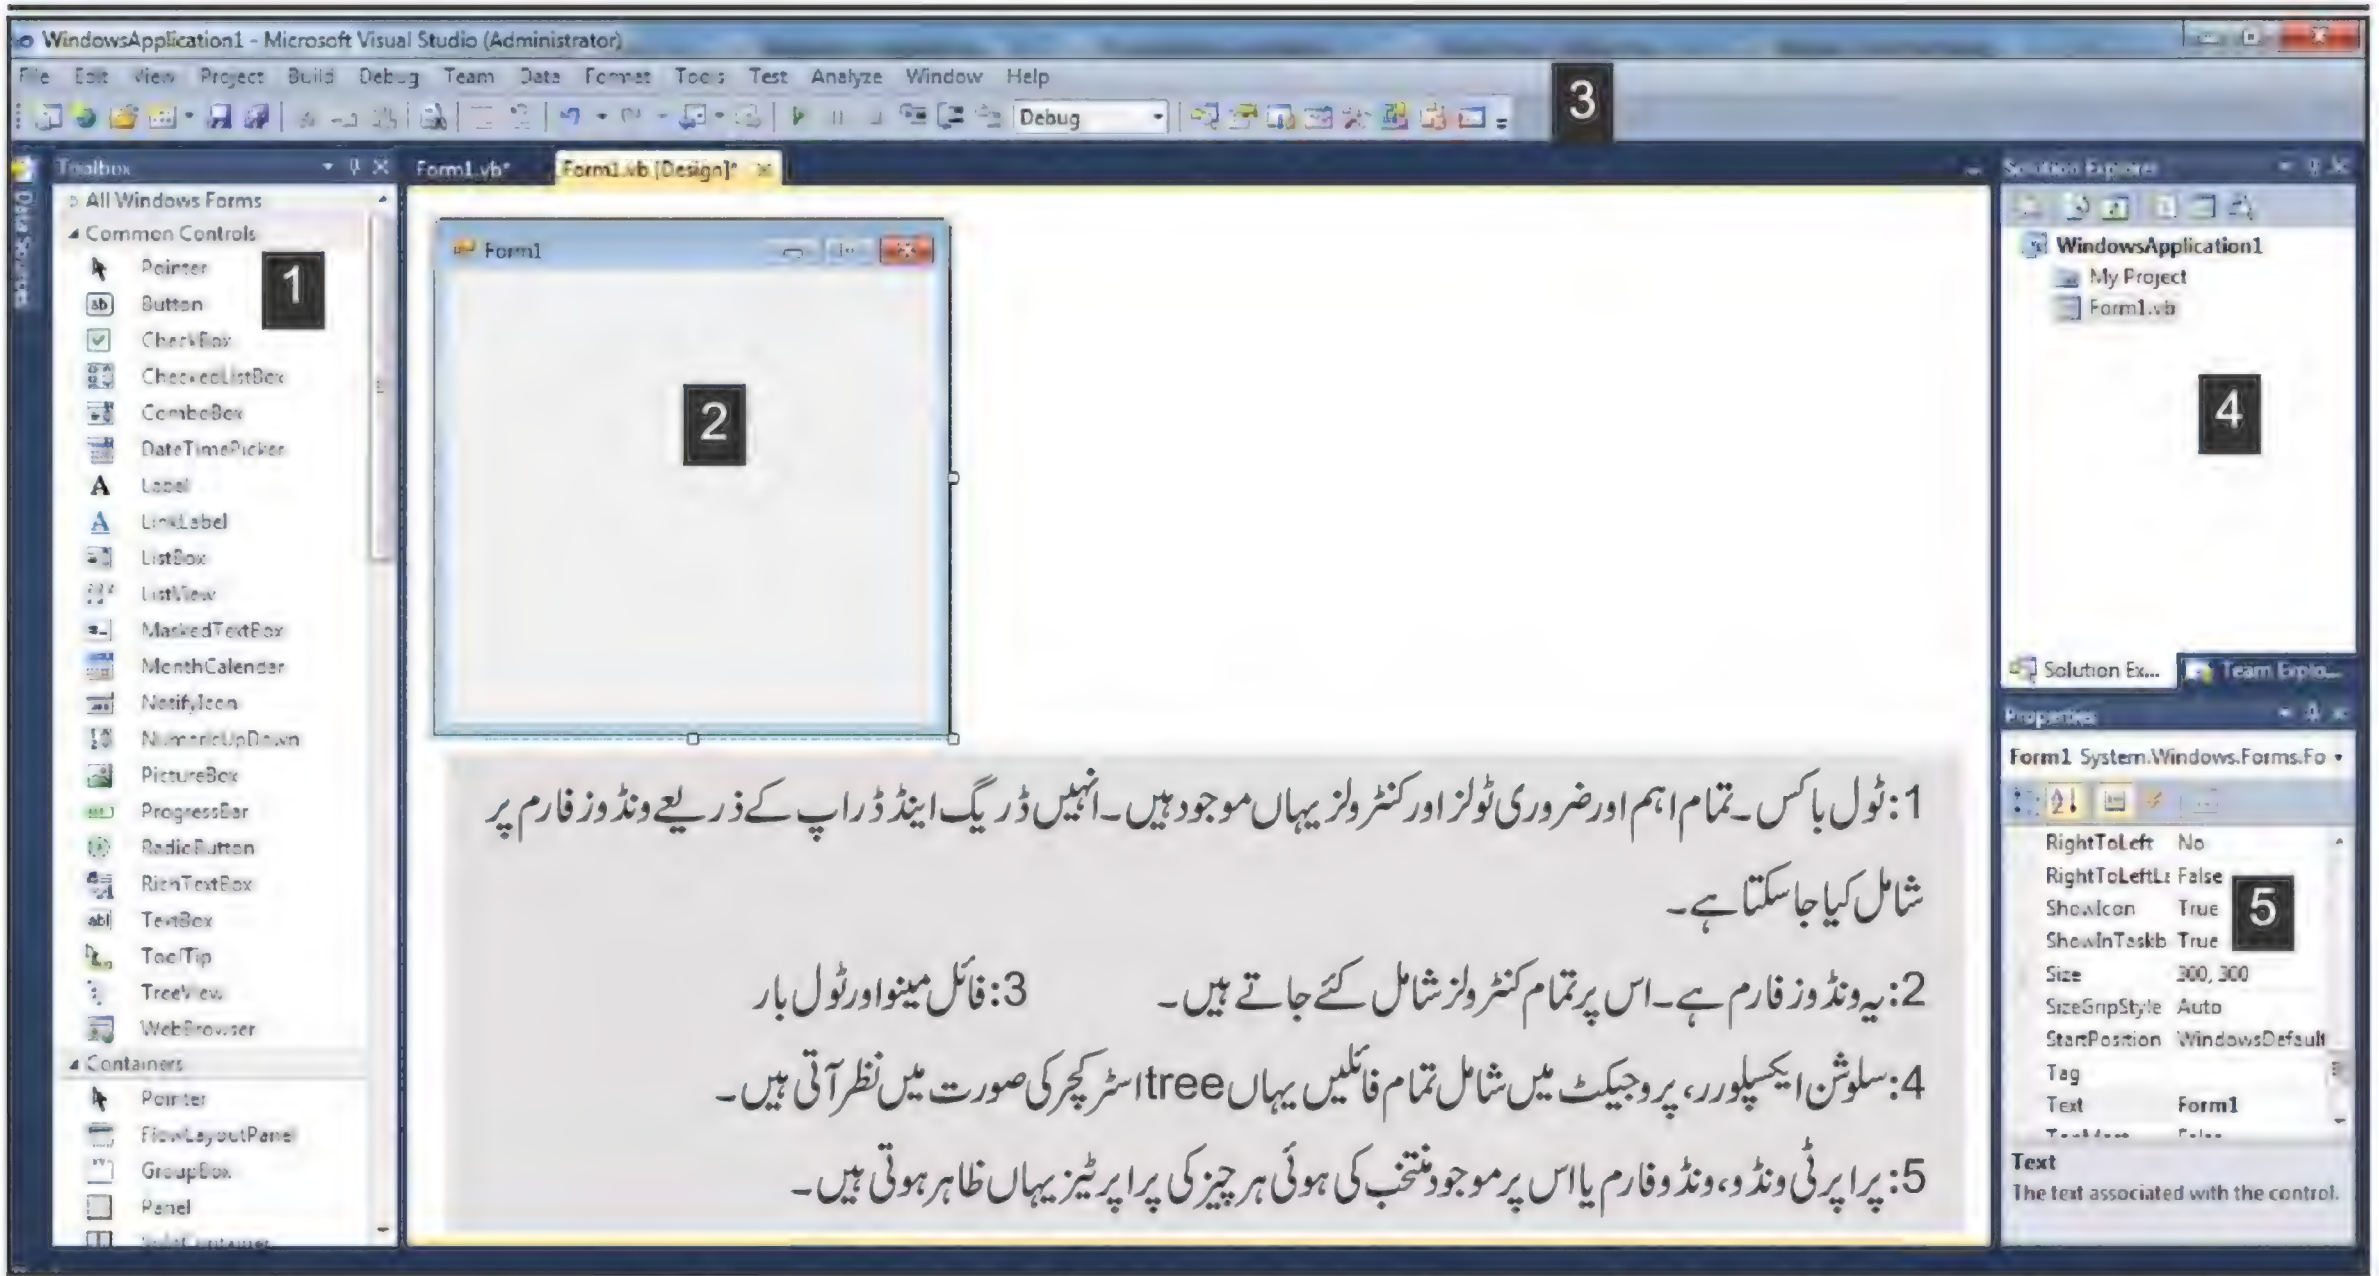 WindowsApplication1 - Microsoft Visual Studio (Administrator)
File Edit View Project Build Debug Team Data Format Tools Test Analyze Window Help
Debug
3
Data Sources
Toolbox
All Windows Forms
Common Controls
Pointer
1
Button
CheckBox
CheckedListBox
ComboBox
DateTimePicker
Label
LinkLabel
ListBox
ListView
MaskedTextBox
MonthCalendar
NotifyIcon
NumericUpDown
PictureBox
ProgressBar
RadioButton
RichTextBox
TextBox
ToolTip
TreeView
WebBrowser
Containers
Pointer
FlowLayoutPanel
GroupBox
Panel
SplitContainer
Form1.vb* Form1.vb [Design]*
Form1
2
1: ٹول باکس۔ تمام اہم اور ضروری ٹولز اور کنٹرولز یہاں موجود ہیں۔ انہیں ڈریگ اینڈ ڈراپ کے ذریعے ونڈوز فارم پر
شامل کیا جاسکتا ہے۔
2: یہ ونڈوز فارم ہے۔ اس پر تمام کنٹرولز شامل کئے جاتے ہیں۔ 3: فائل مینو اور ٹول بار
4: سلوشن ایکسپلورر، پروجیکٹ میں شامل تمام فائلیں یہاں tree اسٹرکچر کی صورت میں نظر آتی ہیں۔
5: پراپرٹی ونڈو، ونڈو فارم یا اس پر موجود منتخب کی ہوئی ہر چیز کی پراپرٹیز یہاں ظاہر ہوتی ہیں۔
Solution Explorer
WindowsApplication1
My Project
Form1.vb
4
Solution Ex... Team Explo...
Properties
Form1 System.Windows.Forms.Fo
RightToLeft No
RightToLeftLa False
ShowIcon True
5
ShowInTaskb True
Size 300, 300
SizeGripStyle Auto
StartPosition WindowsDefault
Tag
Text Form1
Text
The text associated with the control.